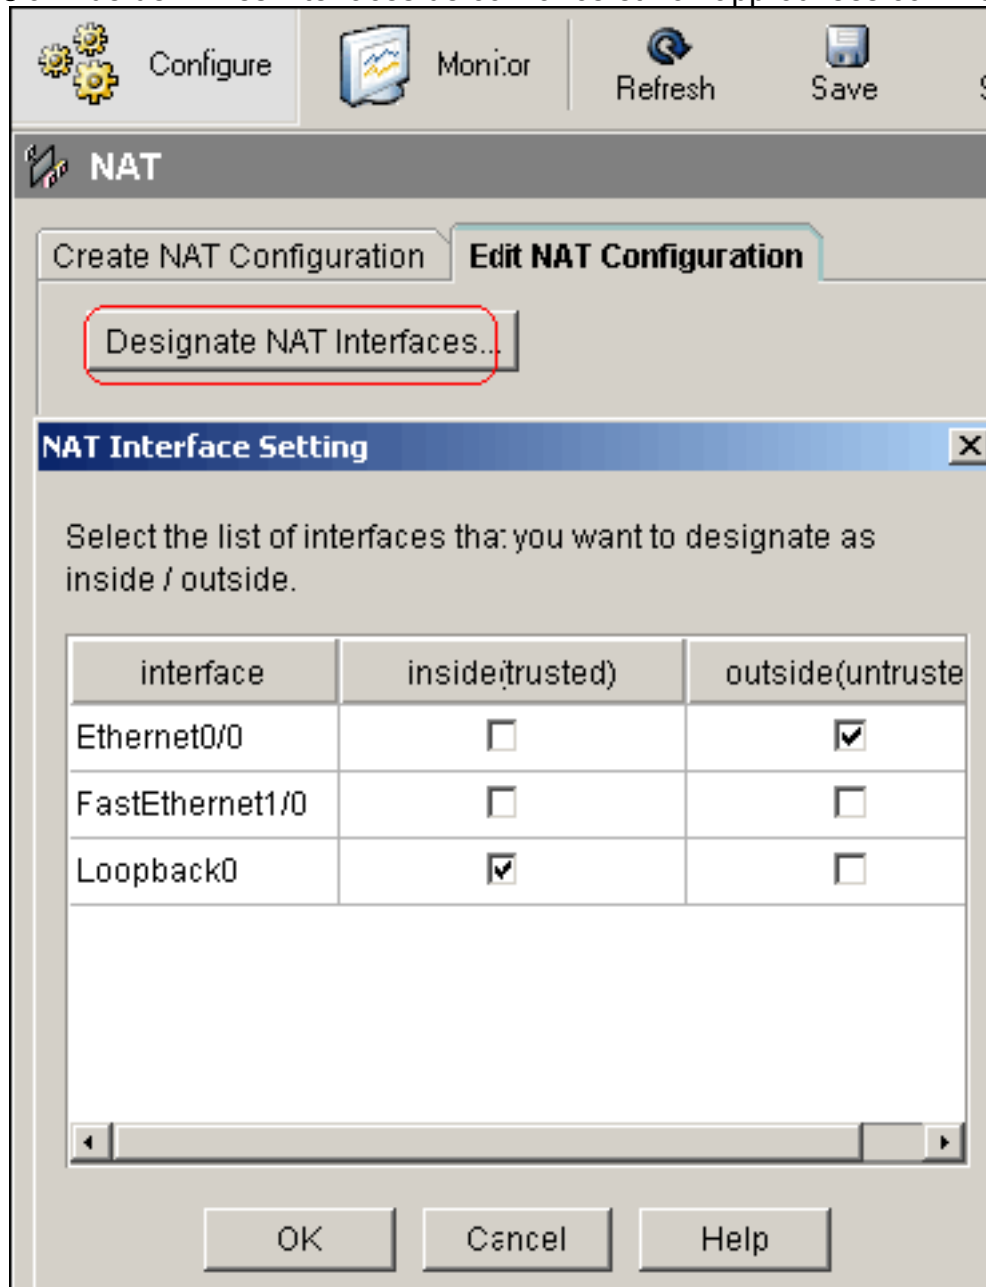 Configure Monitor Refresh Save
NAT
Create NAT Configuration Edit NAT Configuration
Designate NAT Interfaces...
NAT Interface Setting
Select the list of interfaces that you want to designate as
inside / outside.
interface inside(trusted) outside(untruste
Ethernet0/0
FastEthernet1/0
Loopback0
OK Cancel Help